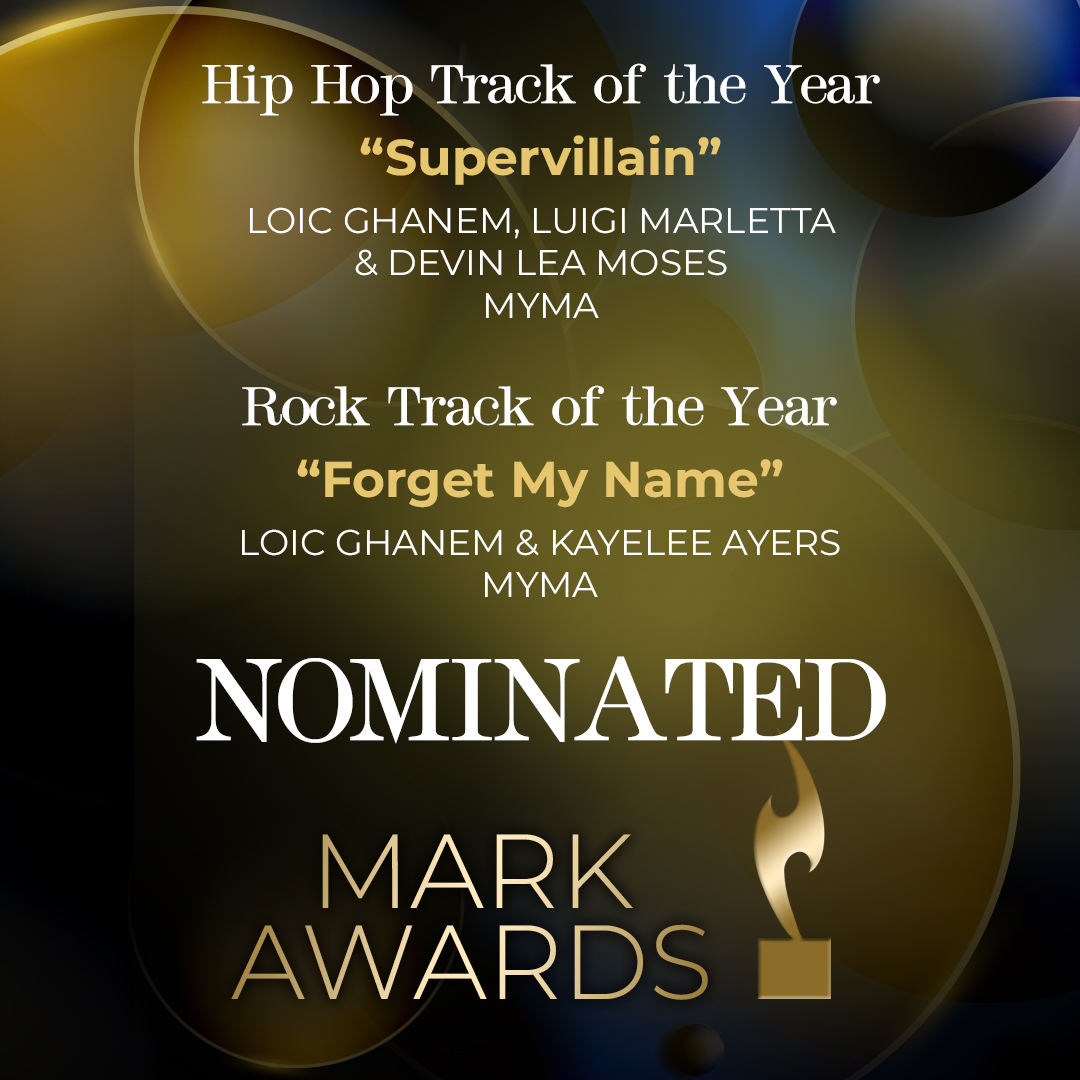 Hip Hop Track of the Year
“Supervillain”
LOIC GHANEM, LUIGI MARLETTA
& DEVIN LEA MOSES
MYMA
Rock Track of the Year
“Forget My Name”
LOIC GHANEM & KAYELEE AYERS
MYMA
NOMINATED
MARK
AWARDS